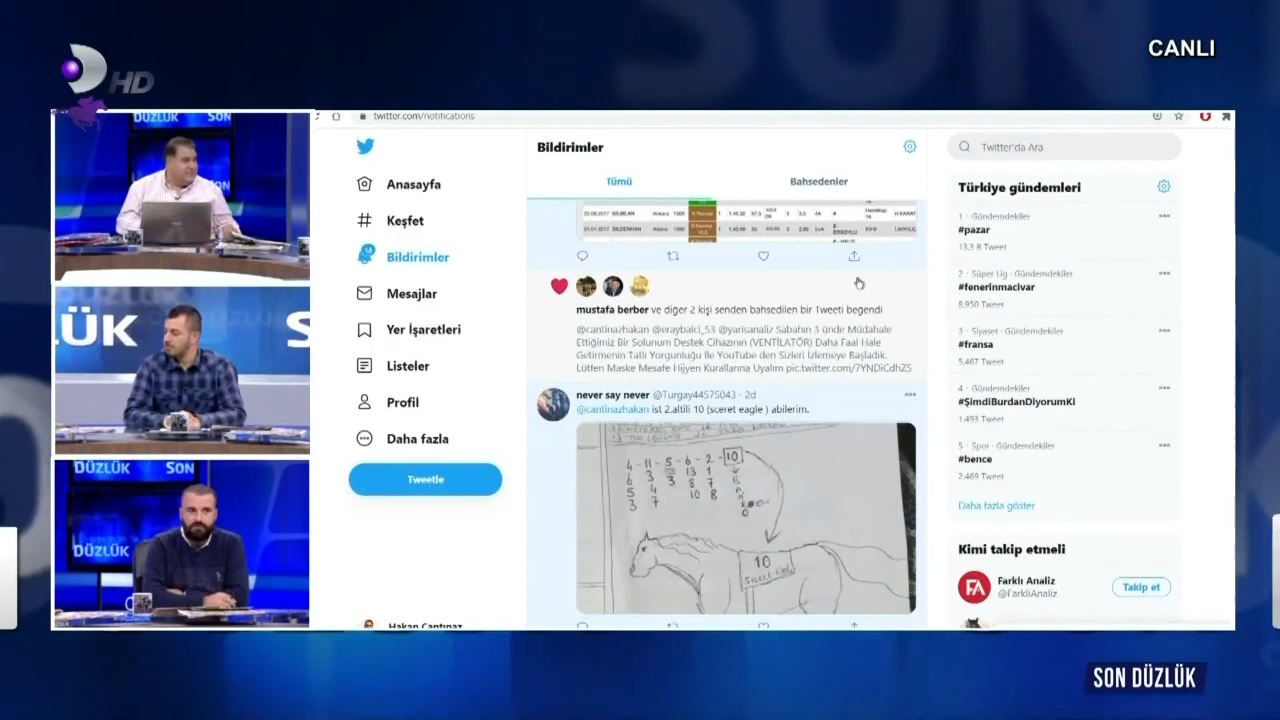 CANLI
HD
DÜZLÜK SON
ON
LÜK S
DÜZLÜK SON
DÜZLÜK
twitter.com/notifications
Anasayfa
Keşfet
14
Bildirimler
Mesajlar
Yer İşaretleri
Listeler
Profil
Daha fazla
Tweetle
Hakan Cantınaz
Bildirimler
Tümü
Bahsedenler
mustafa berber ve diğer 2 kişi senden bahsedilen bir Tweeti beğendi
@cantinazhakan @eraybalci_53 @yarisanaliz Sabahın 3 ünde Müdahale
Ettiğimiz Bir Solunum Destek Cihazının (VENTİLATÖR) Daha Faal Hale
Getirmenin Tatlı Yorgunluğu İle YouTube den Sizleri İzlemeye Başladık.
Lütfen Maske Mesafe Hijyen Kurallarına Uyalım pic.twitter.com/7YNDiCdhZ5
never say never @Turgay44575043 · 2d
@cantinazhakan ist 2.altili 10 (sceret eagle ) abilerim.
4 - 11 - 5 - 6 - 2 - 10
6 3 3 13 1
5 4 8 7
3 7 10 8
10
Twitter'da Ara
Türkiye gündemleri
1 · Gündemdekiler
#pazar
13,3 B Tweet
2 · Süper Lig · Gündemdekiler
#fenerinmacivar
8.950 Tweet
3 · Siyaset · Gündemdekiler
#fransa
5.467 Tweet
4 · Gündemdekiler
#ŞimdiBurdanDiyorumKi
1.493 Tweet
5 · Spor · Gündemdekiler
#bence
2.469 Tweet
Daha fazla göster
Kimi takip etmeli
FA
Farklı Analiz
@FarkliAnaliz
Takip et
SON DÜZLÜK